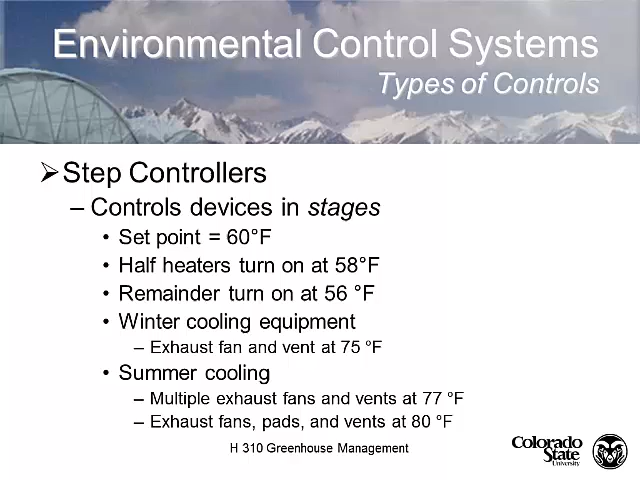 Environmental Control Systems
Types of Controls
➢Step Controllers
– Controls devices in stages
• Set point = 60°F
• Half heaters turn on at 58°F
• Remainder turn on at 56 °F
• Winter cooling equipment
– Exhaust fan and vent at 75 °F
• Summer cooling
– Multiple exhaust fans and vents at 77 °F
– Exhaust fans, pads, and vents at 80 °F
H 310 Greenhouse Management
Colorado
State
University